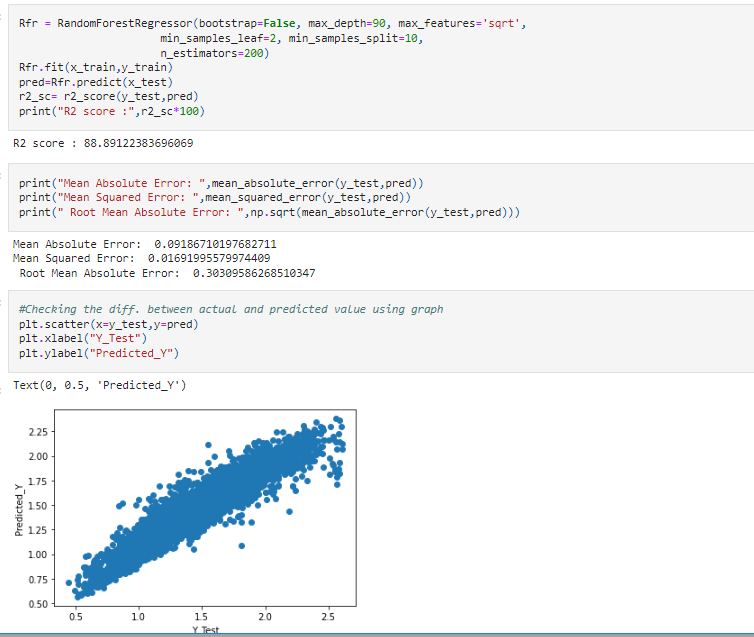 Rfr = RandomForestRegressor(bootstrap=False, max_depth=90, max_features='sqrt',
min_samples_leaf=2, min_samples_split=10,
n_estimators=200)
Rfr.fit(x_train,y_train)
pred=Rfr.predict(x_test)
r2_sc= r2_score(y_test,pred)
print("R2 score :",r2_sc*100)
R2 score : 88.89122383696069
print("Mean Absolute Error: ",mean_absolute_error(y_test,pred))
print("Mean Squared Error: ",mean_squared_error(y_test,pred))
print(" Root Mean Absolute Error: ",np.sqrt(mean_absolute_error(y_test,pred)))
Mean Absolute Error:  0.09186710197682711
Mean Squared Error:  0.01691995579974409
 Root Mean Absolute Error:  0.30309586268510347
#Checking the diff. between actual and predicted value using graph
plt.scatter(x=y_test,y=pred)
plt.xlabel("Y_Test")
plt.ylabel("Predicted_Y")
Text(0, 0.5, 'Predicted_Y')
2.25
2.00
1.75
1.50
1.25
1.00
0.75
0.50
Predicted_Y
0.5 1.0 1.5 2.0 2.5
Y_Test